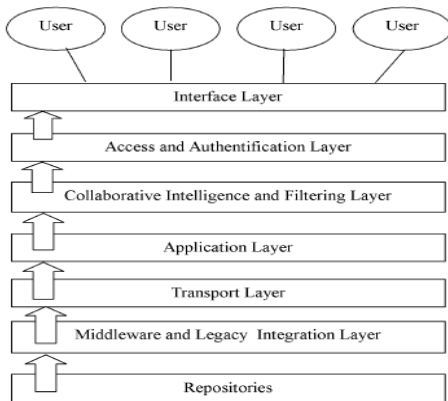 User User User User
Interface Layer
Access and Authentification Layer
Collaborative Intelligence and Filtering Layer
Application Layer
Transport Layer
Middleware and Legacy Integration Layer
Repositories